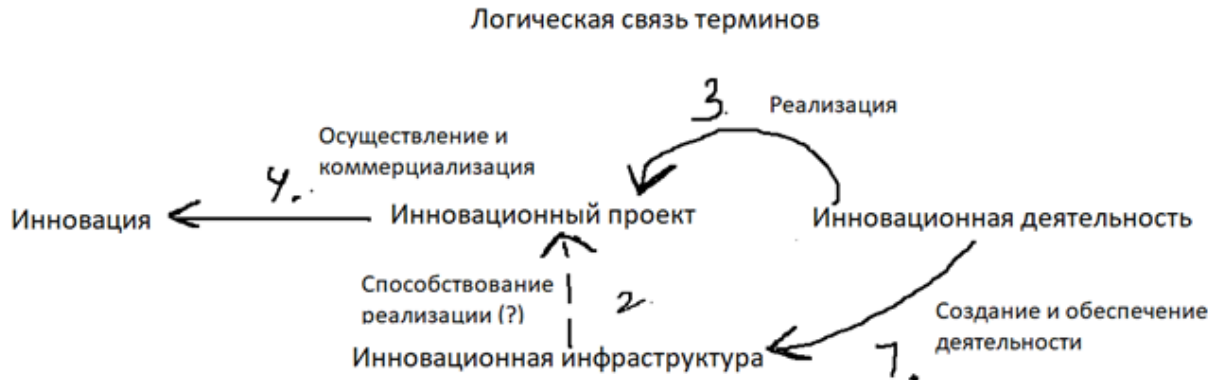 Логическая связь терминов
3.
Реализация
Осуществление и
коммерциализация
4.
Инновация
Инновационный проект
Инновационная деятельность
Способствование
реализации (?)
2.
Создание и обеспечение
деятельности
Инновационная инфраструктура
1.